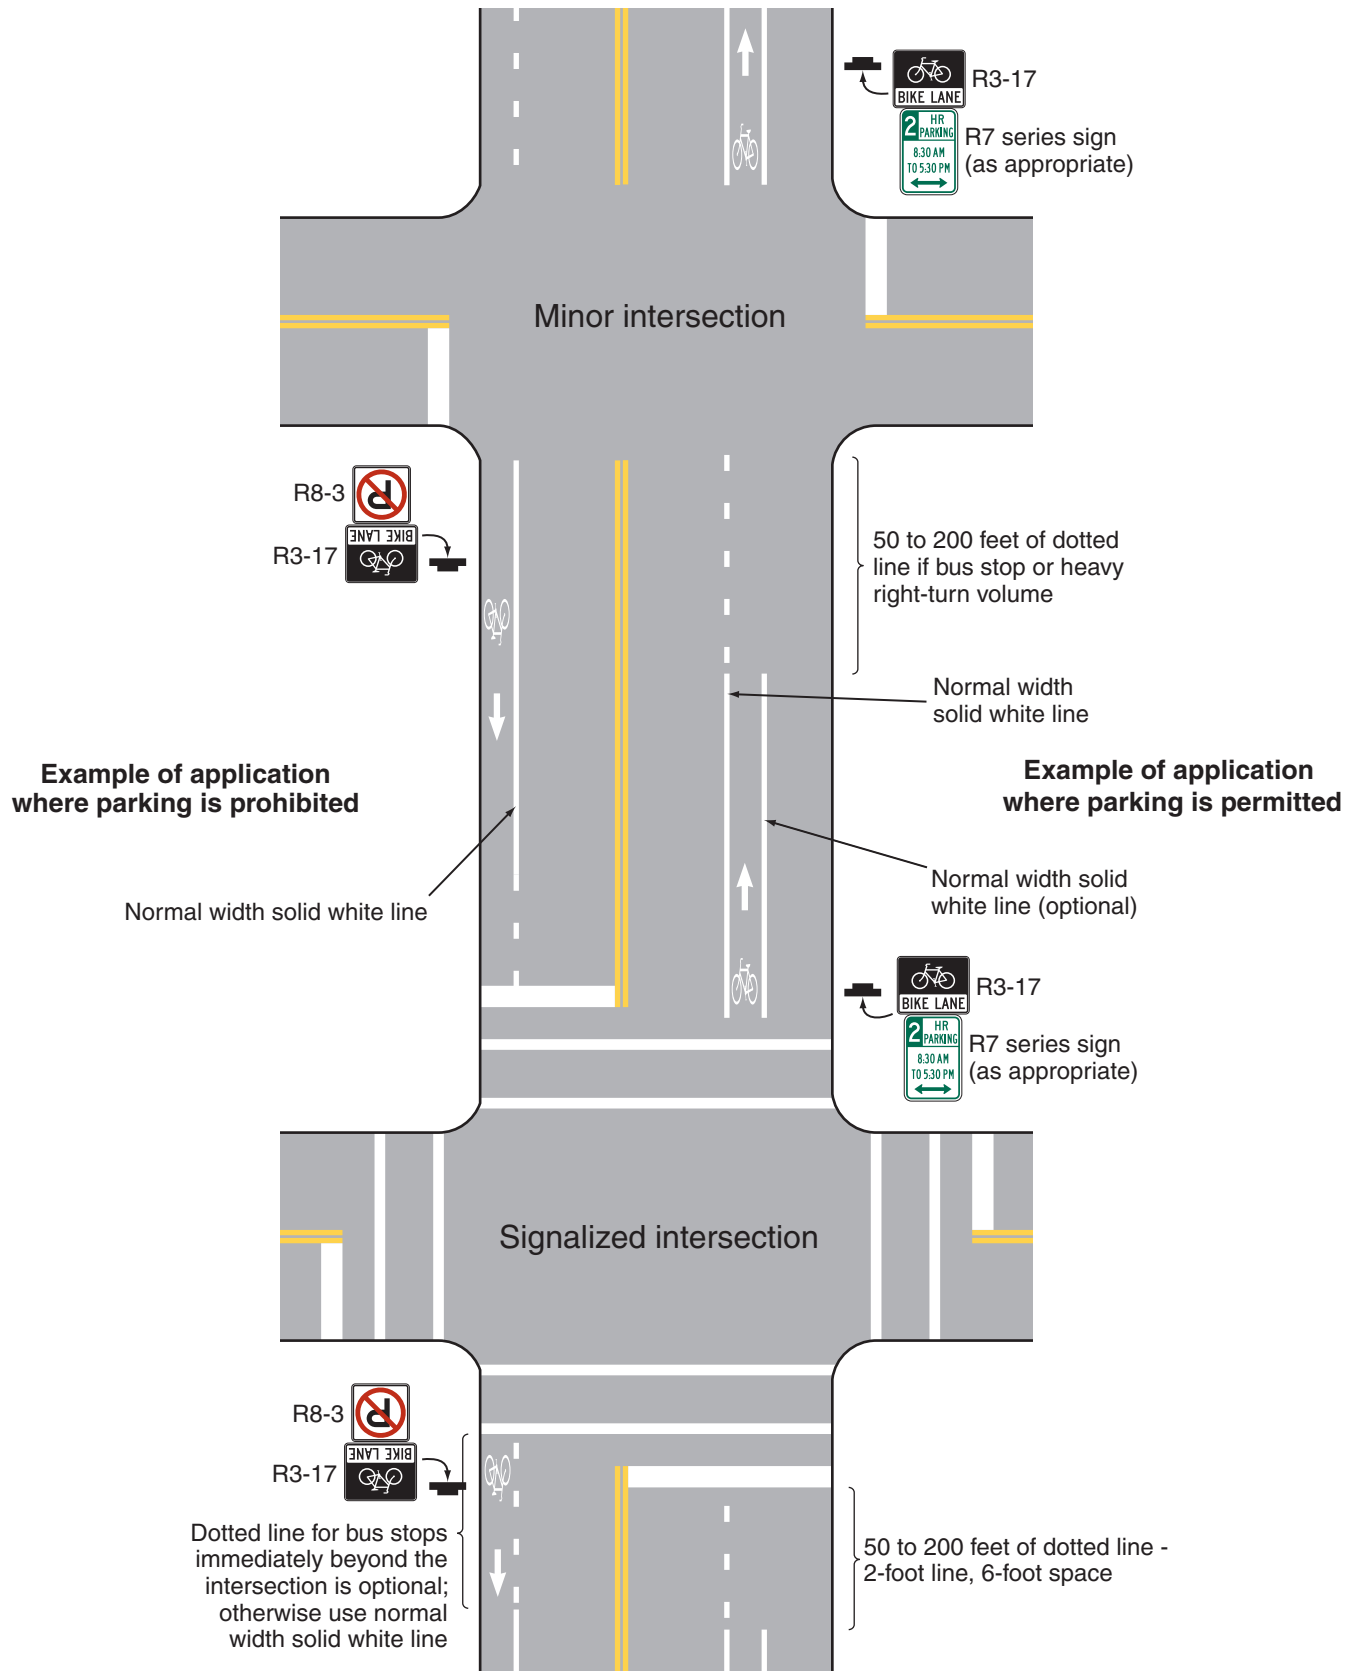 BIKE LANE
R3-17
2 HR
PARKING
8:30 AM
TO 5:30 PM
R7 series sign
(as appropriate)
Minor intersection
R8-3
P
BIKE LANE
R3-17
50 to 200 feet of dotted
line if bus stop or heavy
right-turn volume
Normal width
solid white line
Example of application
where parking is prohibited
Example of application
where parking is permitted
Normal width solid white line
Normal width solid
white line (optional)
BIKE LANE
R3-17
2 HR
PARKING
8:30 AM
TO 5:30 PM
R7 series sign
(as appropriate)
Signalized intersection
R8-3
P
BIKE LANE
R3-17
Dotted line for bus stops
immediately beyond the
intersection is optional;
otherwise use normal
width solid white line
50 to 200 feet of dotted line -
2-foot line, 6-foot space